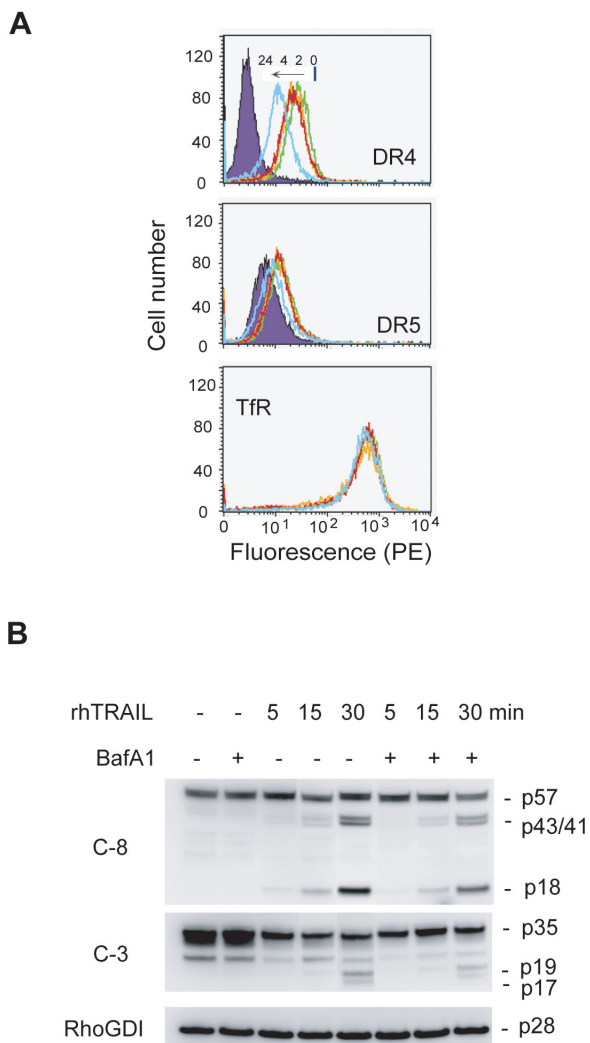 A
120
80
40
0
24 4 2 0
DR4
120
80
40
0
DR5
Cell number
120
80
40
0
TfR
0 10¹ 10² 10³ 10⁴
Fluorescence (PE)
B
rhTRAIL - - 5 15 30 5 15 30 min
BafA1 - + - - - + + +
C-8
- p57
- p43/41
- p18
C-3
- p35
- p19
- p17
RhoGDI - p28